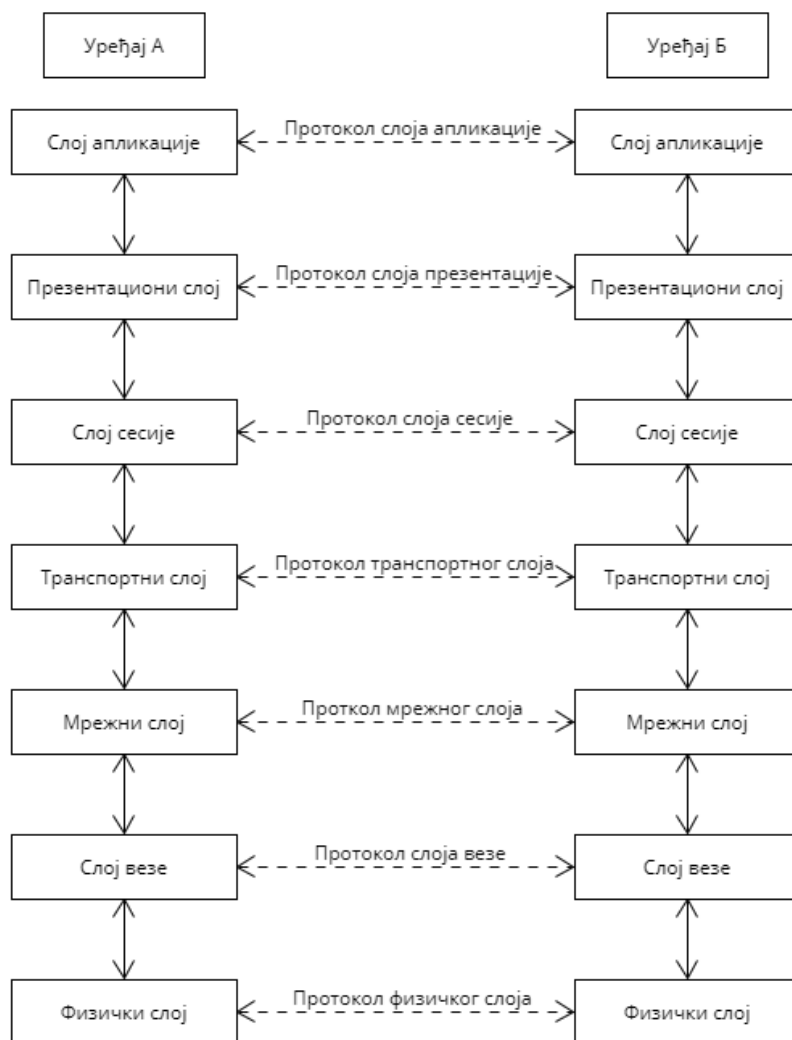 Уређај А
Уређај Б
Слој апликације
Протокол слоја апликације
Слој апликације
Презентациони слој
Протокол слоја презентације
Презентациони слој
Слој сесије
Протокол слоја сесије
Слој сесије
Транспортни слој
Протокол транспортног слоја
Транспортни слој
Мрежни слој
Проткол мрежног слоја
Мрежни слој
Слој везе
Протокол слоја везе
Слој везе
Физички слој
Протокол физичког слоја
Физички слој